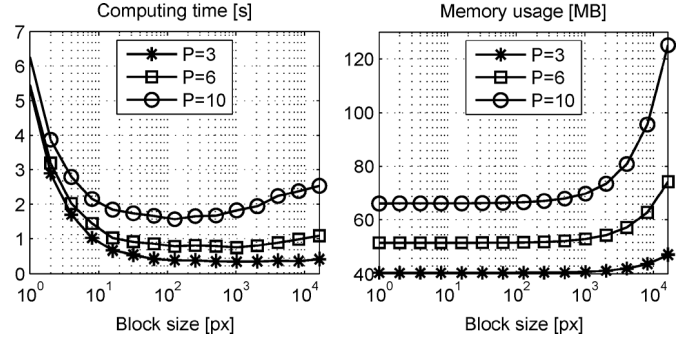 Computing time [s]
Memory usage [MB]
7
6
5
4
3
2
1
0
P=3
P=6
P=10
10^0
10^1
10^2
10^3
10^4
Block size [px]
120
100
80
60
40
P=3
P=6
P=10
10^0
10^1
10^2
10^3
10^4
Block size [px]